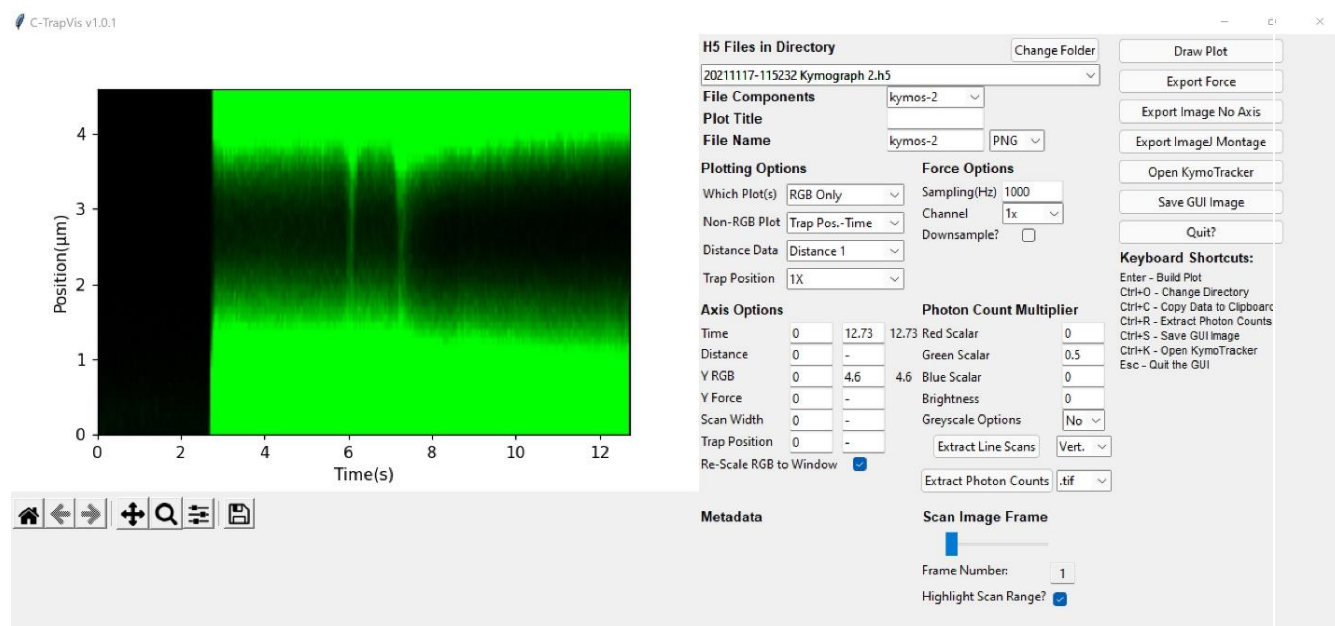 C-TrapVis v1.0.1
4
3
2
1
0
Position(μm)
0 2 4 6 8 10 12
Time(s)
H5 Files in Directory
Change Folder
20211117-115232 Kymograph 2.h5
File Components kymos-2
Plot Title
File Name kymos-2 PNG
Plotting Options
Which Plot(s) RGB Only
Non-RGB Plot Trap Pos.-Time
Distance Data Distance 1
Trap Position 1X
Force Options
Sampling(Hz) 1000
Channel 1x
Downsample?
Axis Options
Time 0 12.73 12.73
Distance 0 -
Y RGB 0 4.6 4.6
Y Force 0 -
Scan Width 0 -
Trap Position 0 -
Re-Scale RGB to Window
Photon Count Multiplier
Red Scalar 0
Green Scalar 0.5
Blue Scalar 0
Brightness 0
Greyscale Options No
Extract Line Scans Vert.
Extract Photon Counts .tif
Metadata
Scan Image Frame
Frame Number: 1
Highlight Scan Range?
Draw Plot
Export Force
Export Image No Axis
Export ImageJ Montage
Open KymoTracker
Save GUI Image
Quit?
Keyboard Shortcuts:
Enter - Build Plot
Ctrl+O - Change Directory
Ctrl+C - Copy Data to Clipboard
Ctrl+R - Extract Photon Counts
Ctrl+S - Save GUI Image
Ctrl+K - Open KymoTracker
Esc - Quit the GUI